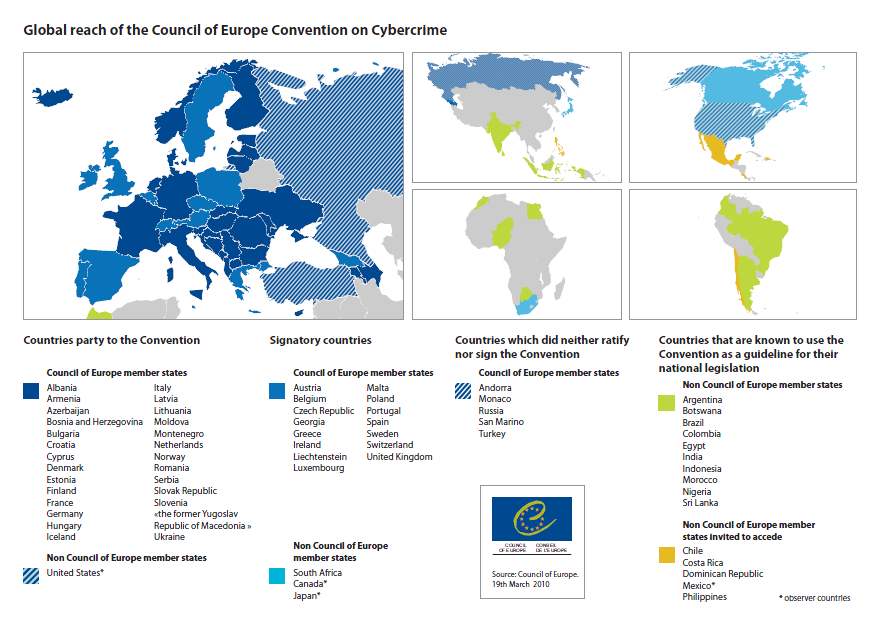 Global reach of the Council of Europe Convention on Cybercrime
Countries party to the Convention
Council of Europe member states
Albania
Armenia
Azerbaijan
Bosnia and Herzegovina
Bulgaria
Croatia
Cyprus
Denmark
Estonia
Finland
France
Germany
Hungary
Iceland
Italy
Latvia
Lithuania
Moldova
Montenegro
Netherlands
Norway
Romania
Serbia
Slovak Republic
Slovenia
«the former Yugoslav
Republic of Macedonia »
Ukraine
Non Council of Europe member states
United States*
Signatory countries
Council of Europe member states
Austria
Belgium
Czech Republic
Georgia
Greece
Ireland
Liechtenstein
Luxembourg
Malta
Poland
Portugal
Spain
Sweden
Switzerland
United Kingdom
Non Council of Europe
member states
South Africa
Canada*
Japan*
Countries which did neither ratify
nor sign the Convention
Council of Europe member states
Andorra
Monaco
Russia
San Marino
Turkey
COUNCIL CONSEIL
OF EUROPE DE L'EUROPE
Source: Council of Europe.
19th March 2010
Countries that are known to use the
Convention as a guideline for their
national legislation
Non Council of Europe member states
Argentina
Botswana
Brazil
Colombia
Egypt
India
Indonesia
Morocco
Nigeria
Sri Lanka
Non Council of Europe member
states invited to accede
Chile
Costa Rica
Dominican Republic
Mexico*
Philippines
* observer countries